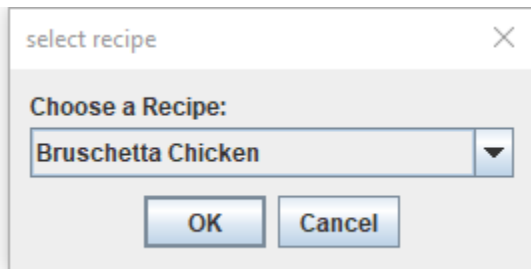 select recipe
Choose a Recipe:
Bruschetta Chicken
OK Cancel